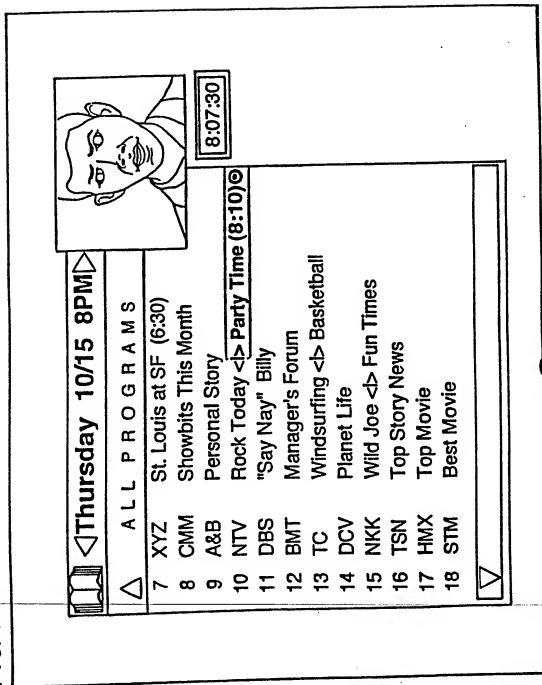 ◁Thursday 10/15 8PM▷
ALL PROGRAMS
8:07:30
7 XYZ St. Louis at SF (6:30)
8 CMM Showbits This Month
9 A&B Personal Story
10 NTV Rock Today <I> Party Time (8:10)
11 DBS "Say Nay" Billy
12 BMT Manager's Forum
13 TC Windsurfing <I> Basketball
14 DCV Planet Life
15 NKK Wild Joe <I> Fun Times
16 TSN Top Story News
17 HMX Top Movie
18 STM Best Movie